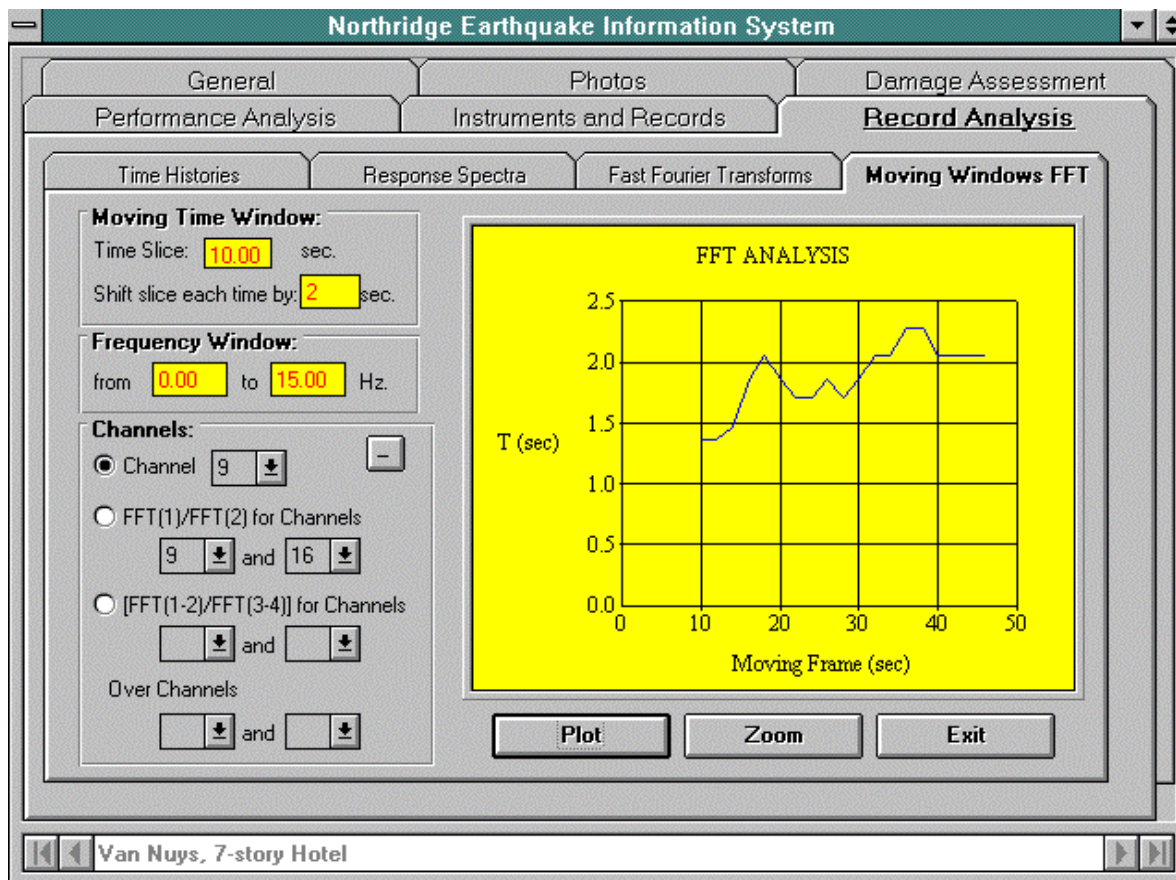 Northridge Earthquake Information System
General Photos Damage Assessment
Performance Analysis Instruments and Records Record Analysis
Time Histories Response Spectra Fast Fourier Transforms Moving Windows FFT
Moving Time Window:
Time Slice: 10.00 sec.
Shift slice each time by: 2 sec.
Frequency Window:
from 0.00 to 15.00 Hz.
Channels:
Channel 9 _
FFT(1)/FFT(2) for Channels
9 and 16
[FFT(1-2)/FFT(3-4)] for Channels
and
Over Channels
and
FFT ANALYSIS
2.5
2.0
1.5
T (sec)
1.0
0.5
0.0
0 10 20 30 40 50
Moving Frame (sec)
Plot Zoom Exit
Van Nuys, 7-story Hotel